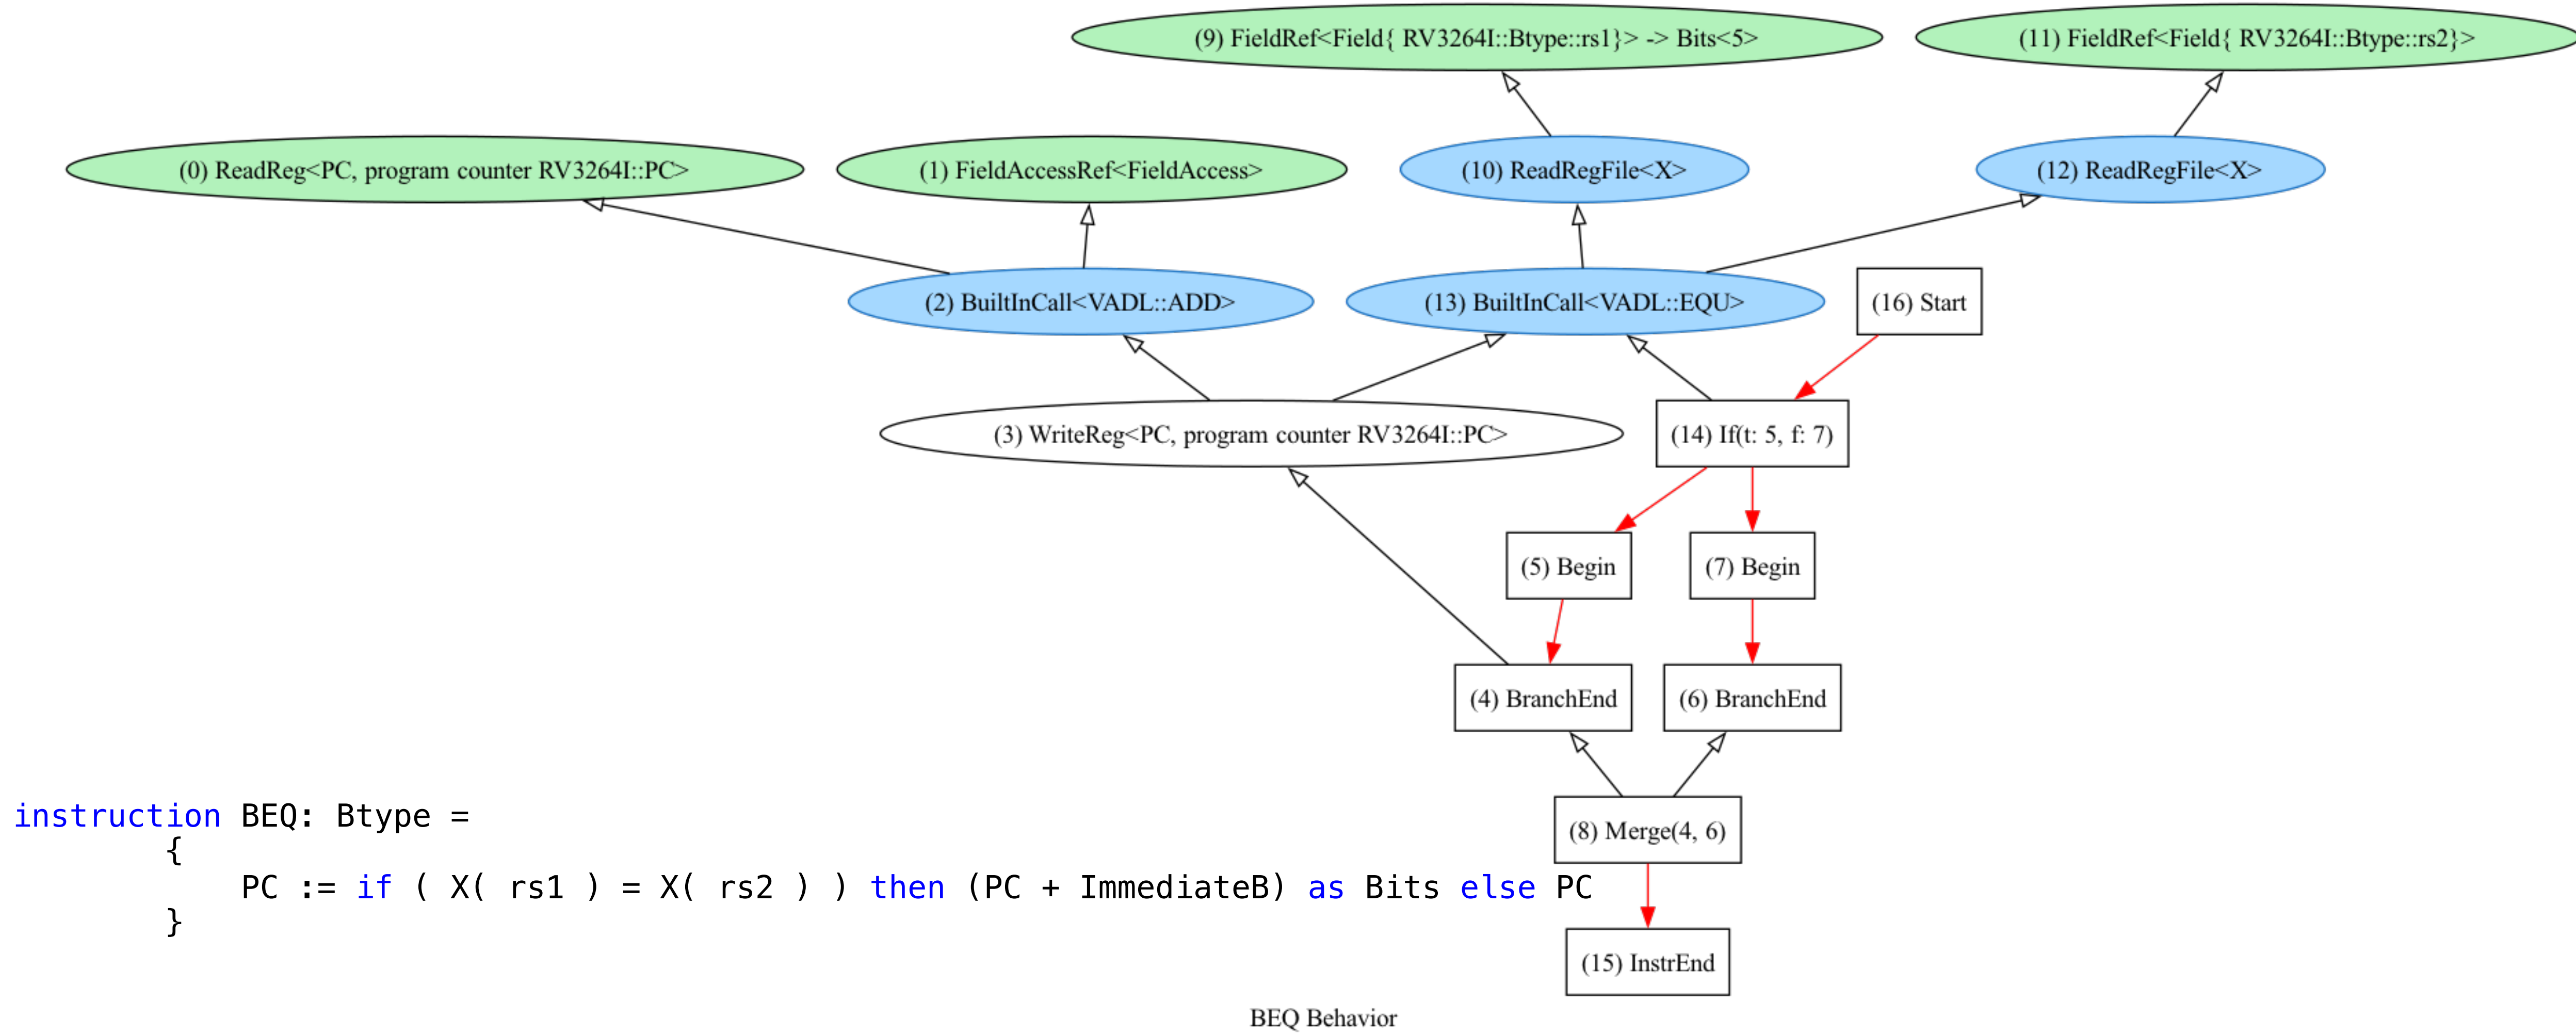 (9) FieldRef<Field{ RV3264I::Btype::rs1}> -> Bits<5>
(11) FieldRef<Field{ RV3264I::Btype::rs2}>
(0) ReadReg<PC, program counter RV3264I::PC>
(1) FieldAccessRef<FieldAccess>
(10) ReadRegFile<X>
(12) ReadRegFile<X>
(2) BuiltInCall<VADL::ADD>
(13) BuiltInCall<VADL::EQU>
(16) Start
(3) WriteReg<PC, program counter RV3264I::PC>
(14) If(t: 5, f: 7)
(5) Begin
(7) Begin
(4) BranchEnd
(6) BranchEnd
(8) Merge(4, 6)
(15) InstrEnd
instruction BEQ: Btype =
{
PC := if ( X( rs1 ) = X( rs2 ) ) then (PC + ImmediateB) as Bits else PC
}
BEQ Behavior